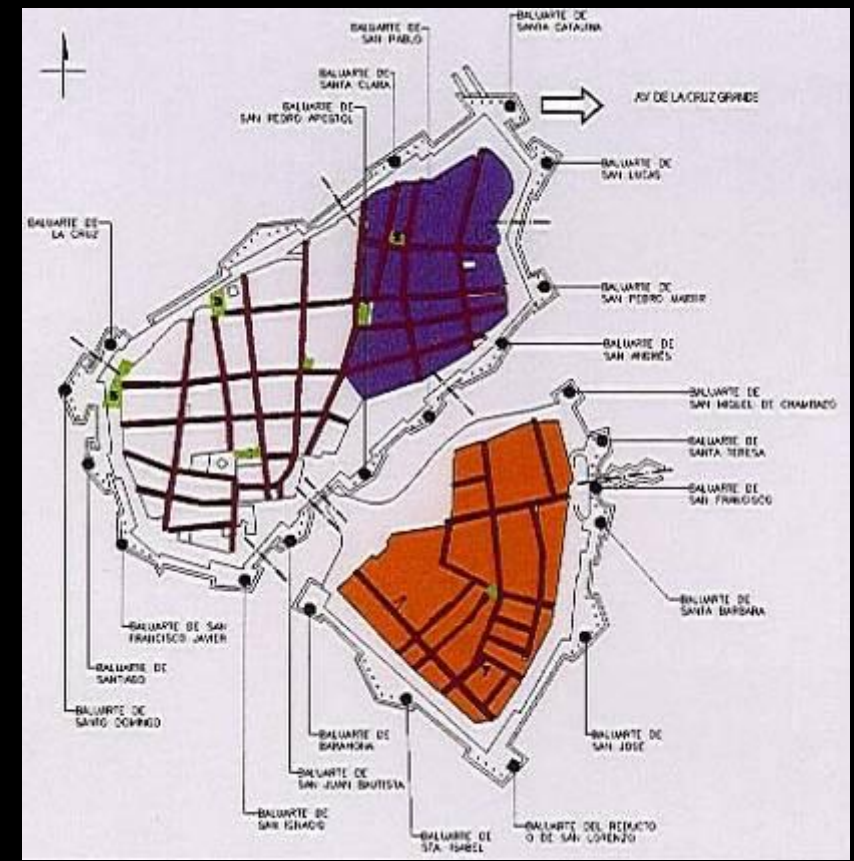 BALUARTE DE
SANTA CATALINA
BALUARTE DE
SAN PABLO
BALUARTE DE
SANTA CLARA
BALUARTE DE
SAN PEDRO APOSTOL
AV. DE LA CRUZ GRANDE
BALUARTE DE
SAN LUCAS
BALUARTE DE
LA CRUZ
BALUARTE DE
SAN PEDRO MARTIR
BALUARTE DE
SAN ANDRÉS
BALUARTE DE
SAN MIGUEL DE CHAMBACÚ
BALUARTE DE
SANTA TERESA
BALUARTE DE
SAN FRANCISCO
BALUARTE DE
SANTA BARBARA
BALUARTE DE SAN
FRANCISCO JAVIER
BALUARTE DE
SANTIAGO
BALUARTE DE
SANTO DOMINGO
BALUARTE DE
BARAHONA
BALUARTE DE
SAN JOSE
BALUARTE DE
SAN JUAN BAUTISTA
BALUARTE DE
SAN IGNACIO
BALUARTE DE
STA. ISABEL
BALUARTE DEL REDUCTO
O DE SAN LORENZO